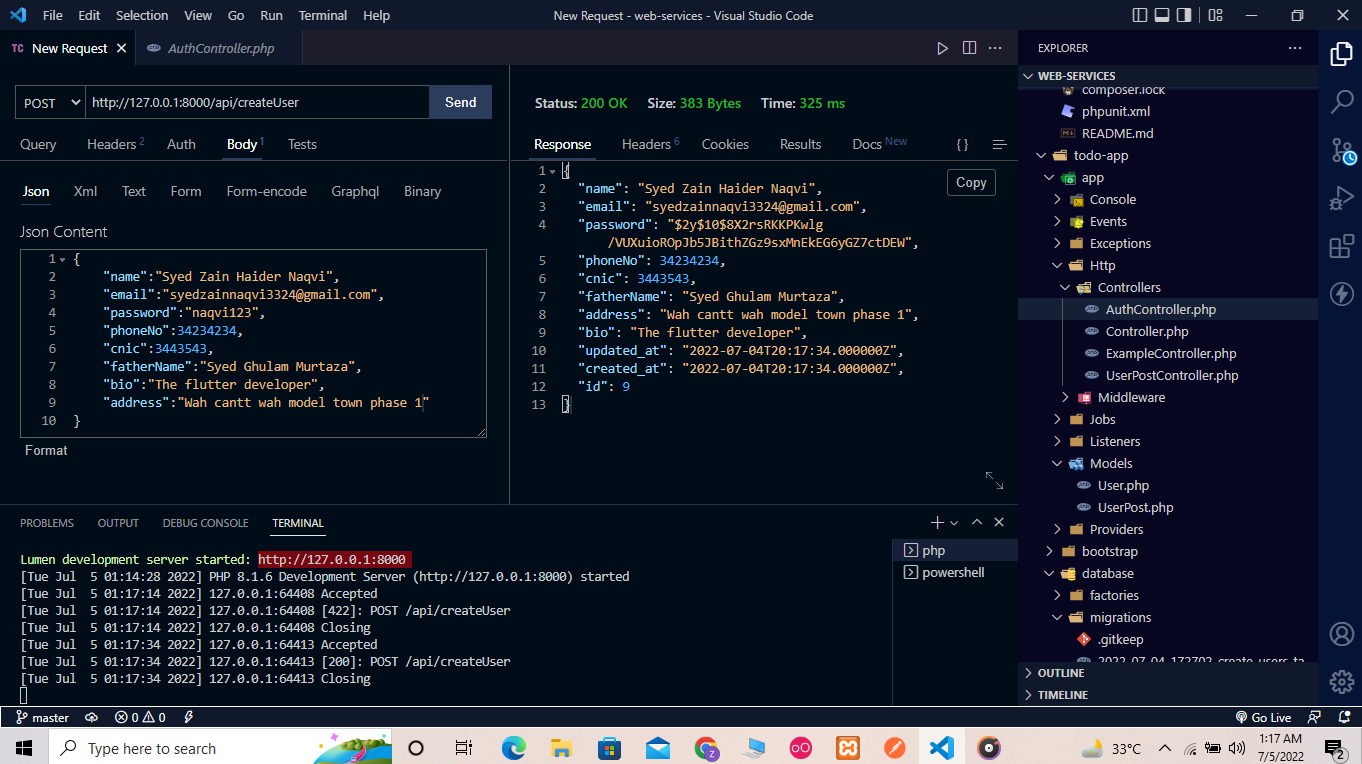 File Edit Selection View Go Run Terminal Help
New Request - web-services - Visual Studio Code
TC New Request
AuthController.php
POST http://127.0.0.1:8000/api/createUser Send
Query Headers 2 Auth Body 1 Tests
Json Xml Text Form Form-encode Graphql Binary
Json Content
1 {
2 "name":"Syed Zain Haider Naqvi",
3 "email":"syedzainnaqvi3324@gmail.com",
4 "password":"naqvi123",
5 "phoneNo":34234234,
6 "cnic":3443543,
7 "fatherName":"Syed Ghulam Murtaza",
8 "bio":"The flutter developer",
9 "address":"Wah cantt wah model town phase 1"
10 }
Format
Status: 200 OK Size: 383 Bytes Time: 325 ms
Response Headers 6 Cookies Results Docs New {}
Copy
1 {
2 "name": "Syed Zain Haider Naqvi",
3 "email": "syedzainnaqvi3324@gmail.com",
4 "password": "$2y$10$8X2rsRKKPKwlg
/VUXuioROpJb5JBithZGz9sxMnEkEG6yGZ7ctDEW",
5 "phoneNo": 34234234,
6 "cnic": 3443543,
7 "fatherName": "Syed Ghulam Murtaza",
8 "address": "Wah cantt wah model town phase 1",
9 "bio": "The flutter developer",
10 "updated_at": "2022-07-04T20:17:34.000000Z",
11 "created_at": "2022-07-04T20:17:34.000000Z",
12 "id": 9
13 }
PROBLEMS OUTPUT DEBUG CONSOLE TERMINAL
Lumen development server started: http://127.0.0.1:8000
[Tue Jul  5 01:14:28 2022] PHP 8.1.6 Development Server (http://127.0.0.1:8000) started
[Tue Jul  5 01:17:14 2022] 127.0.0.1:64408 Accepted
[Tue Jul  5 01:17:14 2022] 127.0.0.1:64408 [422]: POST /api/createUser
[Tue Jul  5 01:17:14 2022] 127.0.0.1:64408 Closing
[Tue Jul  5 01:17:34 2022] 127.0.0.1:64413 Accepted
[Tue Jul  5 01:17:34 2022] 127.0.0.1:64413 [200]: POST /api/createUser
[Tue Jul  5 01:17:34 2022] 127.0.0.1:64413 Closing
php
powershell
EXPLORER
WEB-SERVICES
composer.lock
phpunit.xml
README.md
todo-app
app
Console
Events
Exceptions
Http
Controllers
AuthController.php
Controller.php
ExampleController.php
UserPostController.php
Middleware
Jobs
Listeners
Models
User.php
UserPost.php
Providers
bootstrap
database
factories
migrations
.gitkeep
2022_07_04_172702_create_users_ta
OUTLINE
TIMELINE
master 0 0 Go Live
Type here to search
33°C
1:17 AM
7/5/2022
2